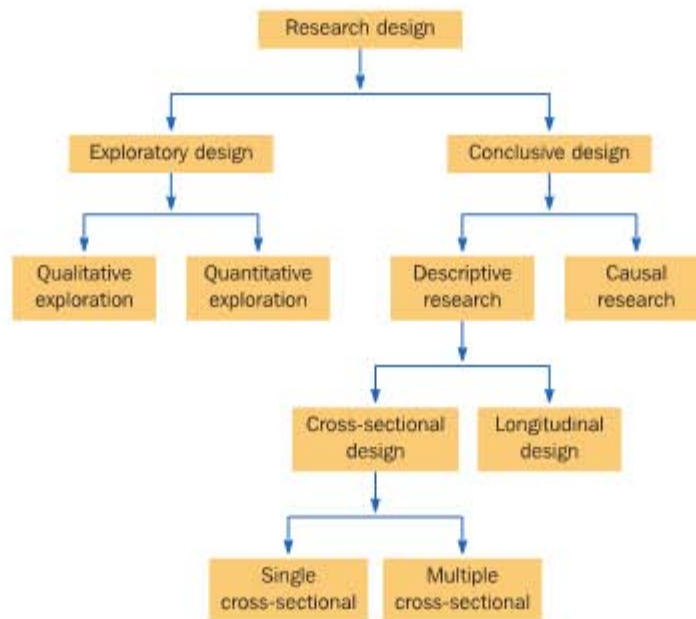 Research design
Exploratory design
Conclusive design
Qualitative
exploration
Quantitative
exploration
Descriptive
research
Causal
research
Cross-sectional
design
Longitudinal
design
Single
cross-sectional
Multiple
cross-sectional